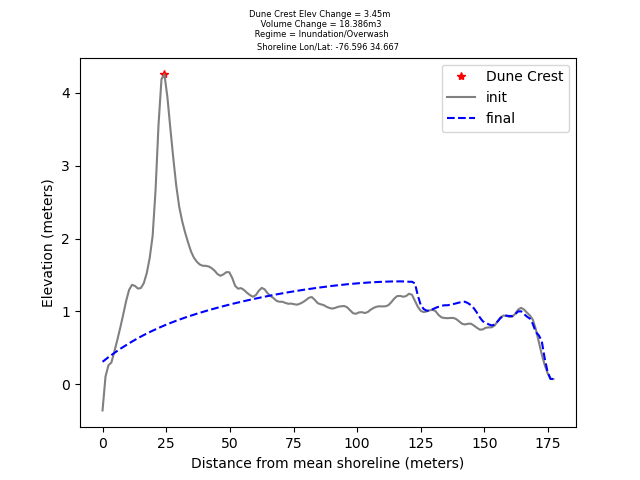 Dune Crest Elev Change = 3.45m
Volume Change = 18.386m3
Regime = Inundation/Overwash
Shoreline Lon/Lat: -76.596 34.667
Dune Crest
init
final
Elevation (meters)
4
3
2
1
0
0 25 50 75 100 125 150 175
Distance from mean shoreline (meters)